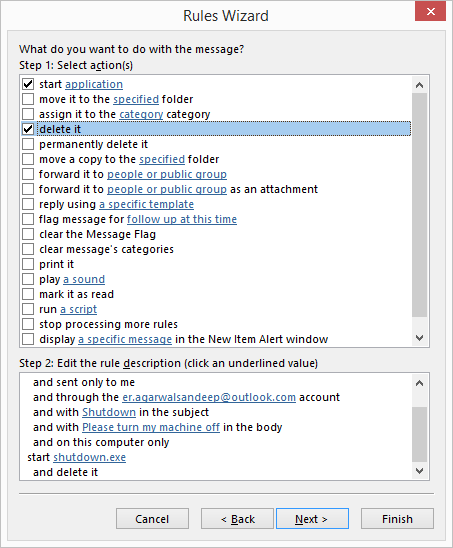 Rules Wizard
What do you want to do with the message?
Step 1: Select action(s)
start application
move it to the specified folder
assign it to the category category
delete it
permanently delete it
move a copy to the specified folder
forward it to people or public group
forward it to people or public group as an attachment
reply using a specific template
flag message for follow up at this time
clear the Message Flag
clear message's categories
print it
play a sound
mark it as read
run a script
stop processing more rules
display a specific message in the New Item Alert window
Step 2: Edit the rule description (click an underlined value)
and sent only to me
and through the er.agarwalsandeep@outlook.com account
and with Shutdown in the subject
and with Please turn my machine off in the body
and on this computer only
start shutdown.exe
and delete it
Cancel < Back Next > Finish